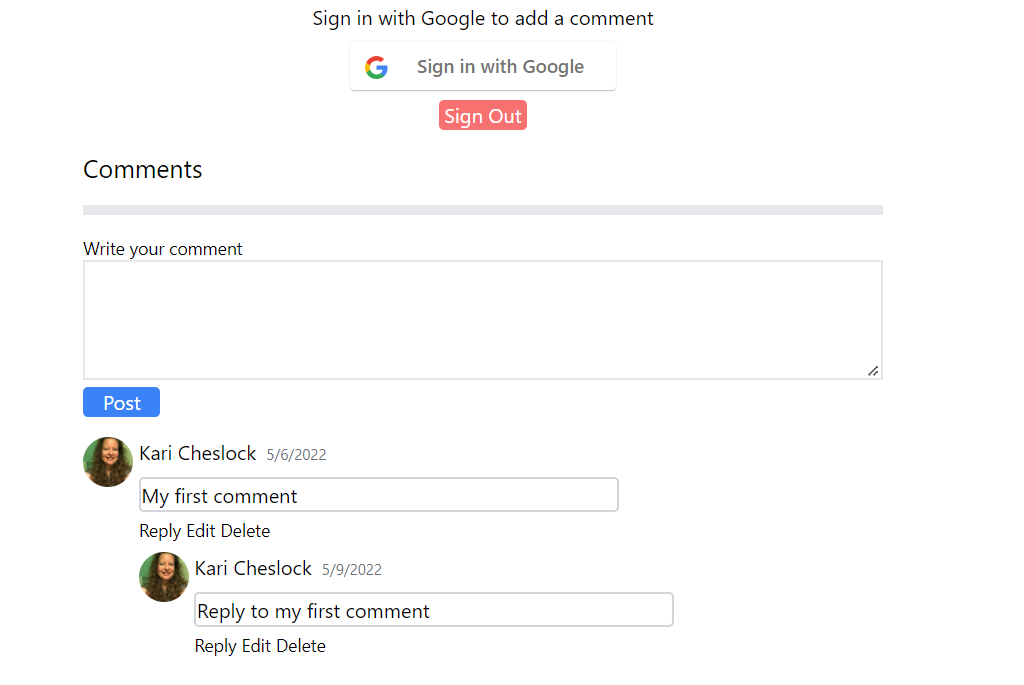 Sign in with Google to add a comment
Sign in with Google
Sign Out
Comments
Write your comment
Post
Kari Cheslock 5/6/2022
My first comment
Reply Edit Delete
Kari Cheslock 5/9/2022
Reply to my first comment
Reply Edit Delete